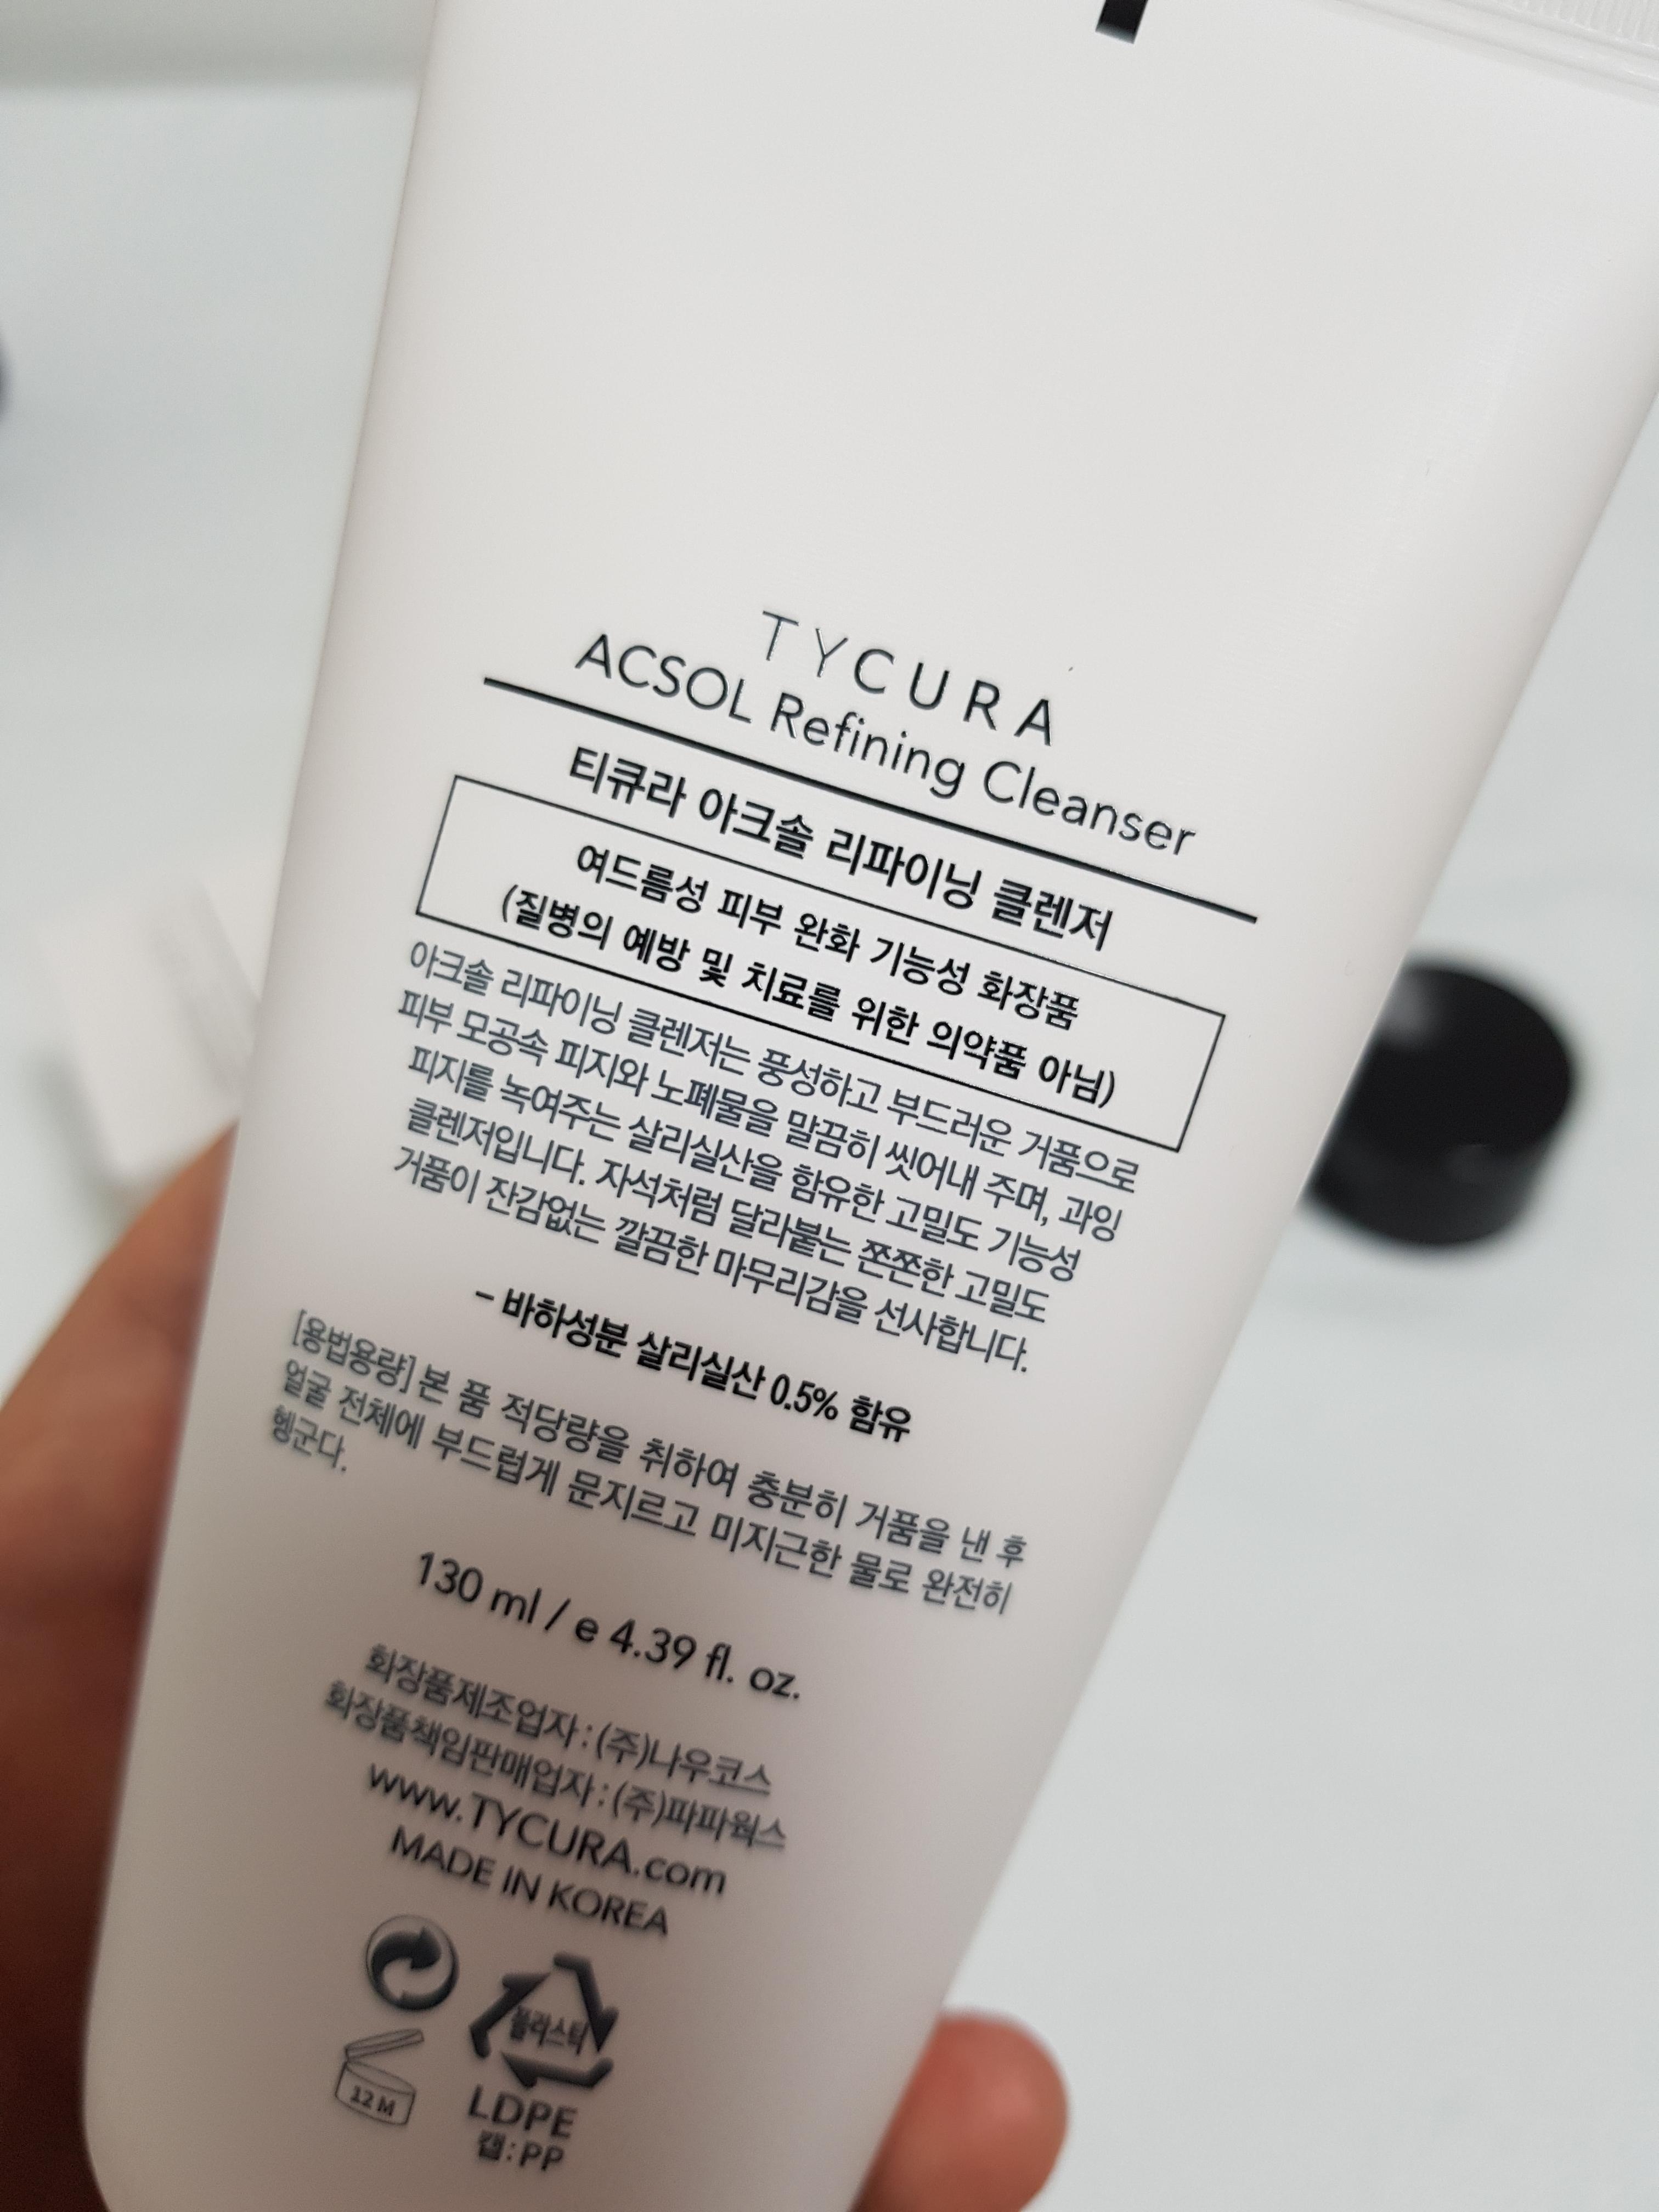 TYCURA
ACSOL Refining Cleanser
티큐라 아크솔 리파이닝 클렌저
여드름성 피부 완화 기능성 화장품
(질병의 예방 및 치료를 위한 의약품 아님)
아크솔 리파이닝 클렌저는 풍성하고 부드러운 거품으로
피부 모공속 피지와 노폐물을 말끔히 씻어내 주며, 과잉
피지를 녹여주는 살리실산을 함유한 고밀도 기능성
클렌저입니다. 자석처럼 달라붙는 쫀쫀한 고밀도
거품이 잔감없는 깔끔한 마무리감을 선사합니다.
- 바하성분 살리실산 0.5% 함유
[용법용량] 본 품 적당량을 취하여 충분히 거품을 낸 후
얼굴 전체에 부드럽게 문지르고 미지근한 물로 완전히
헹군다.
130 ml / e 4.39 fl. oz.
화장품제조업자 : (주)나우코스
화장품책임판매업자 : (주)파파웍스
www.TYCURA.com
MADE IN KOREA
플라스틱
12 M
LDPE
캡 : PP